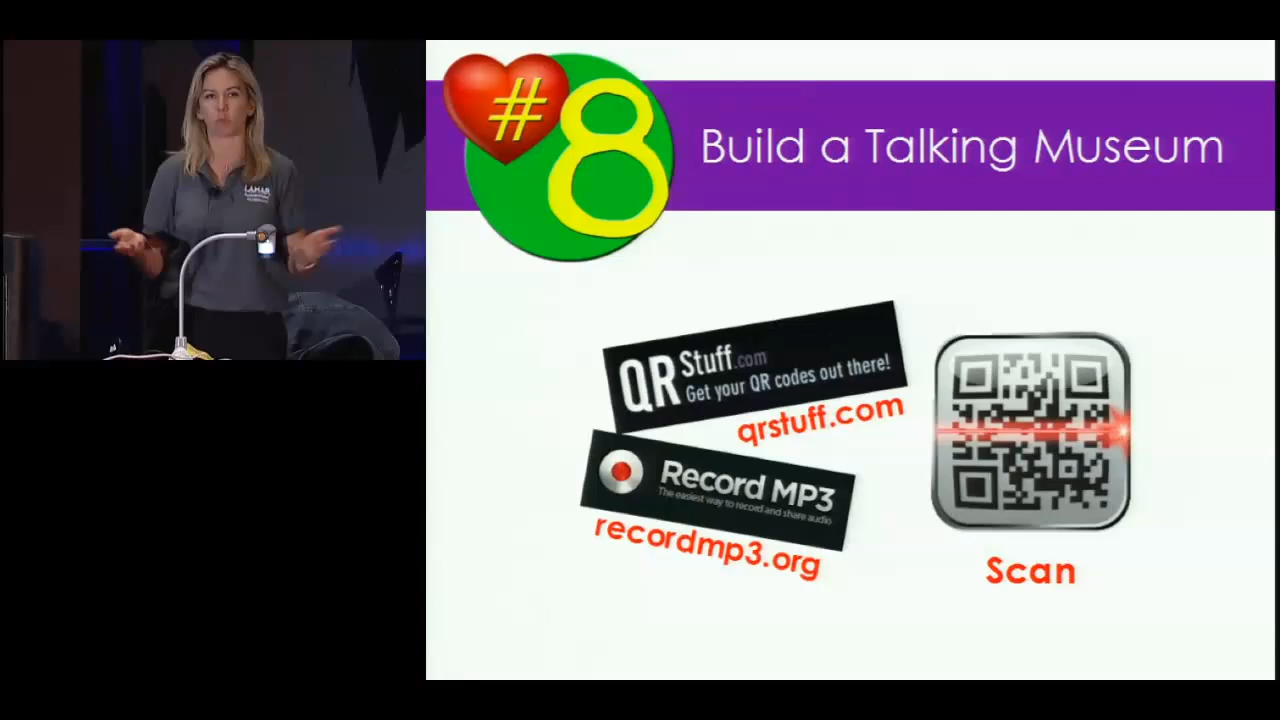 LAMAR
#8
Build a Talking Museum
QR Stuff.com
Get your QR codes out there!
qrstuff.com
Record MP3
The easiest way to record and share audio
recordmp3.org
Scan